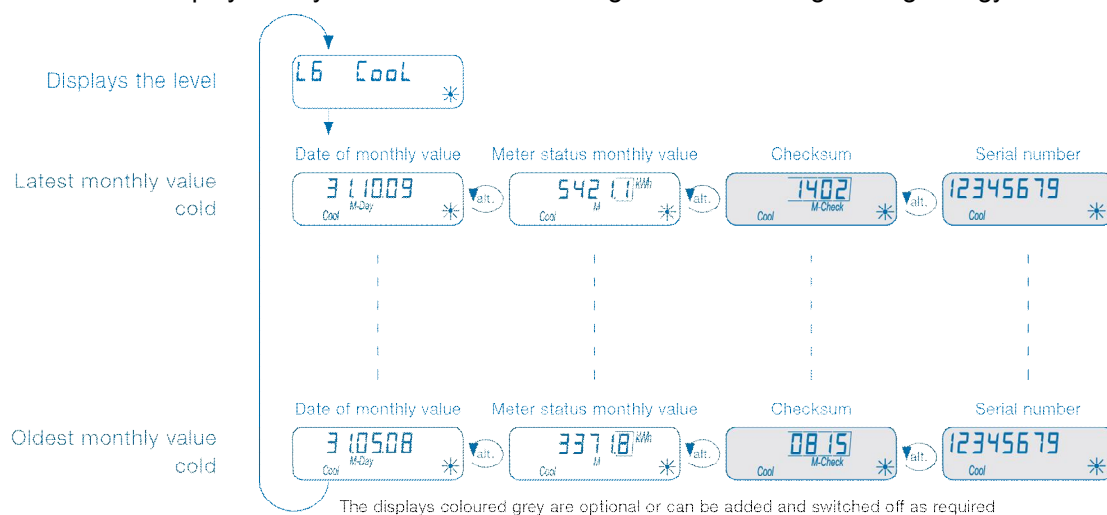 Displays the level
L6 Cool
Date of monthly value Meter status monthly value Checksum Serial number
Latest monthly value
cold
31.10.09 M-Day Cool alt. 5421.1 kWh M Cool alt. 1402 M-Check Cool alt. 12345679 Cool
Date of monthly value Meter status monthly value Checksum Serial number
Oldest monthly value
cold
31.05.08 M-Day Cool alt. 3371.8 kWh M Cool alt. 0815 M-Check Cool alt. 12345679 Cool
The displays coloured grey are optional or can be added and switched off as required